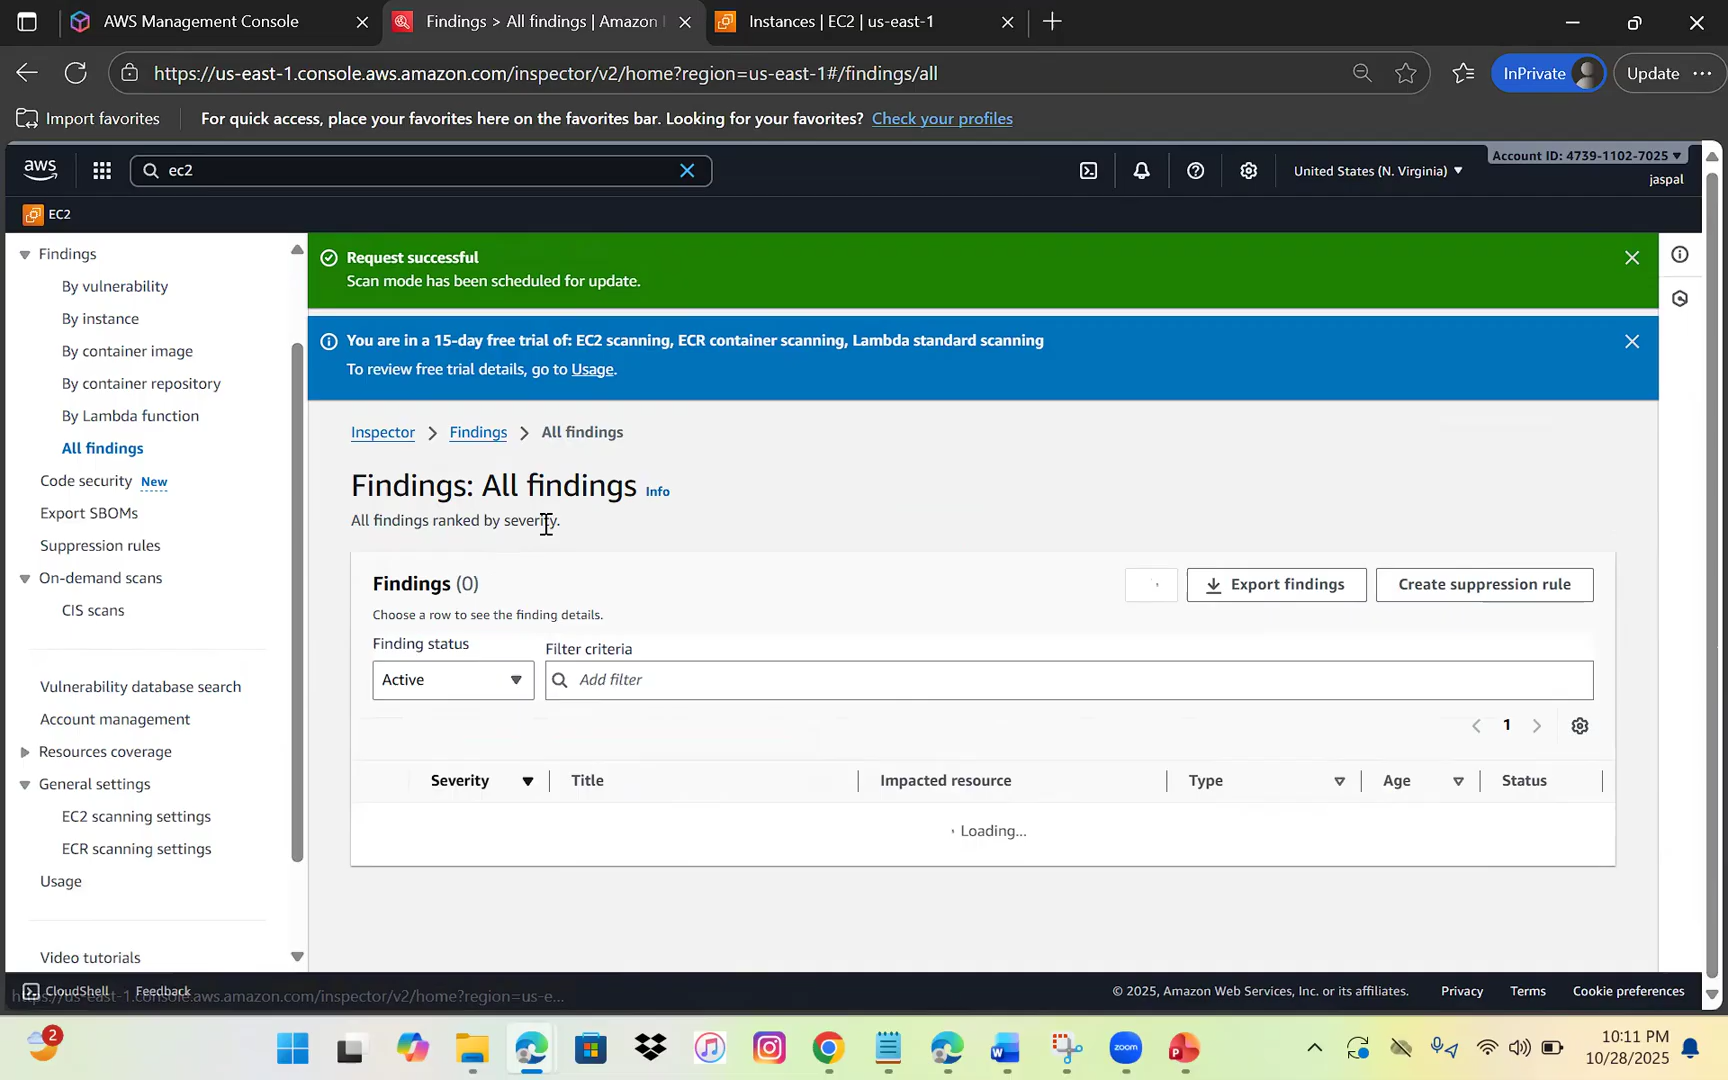 AWS Management Console
Findings > All findings | Amazon I
Instances | EC2 | us-east-1
https://us-east-1.console.aws.amazon.com/inspector/v2/home?region=us-east-1#/findings/all
InPrivate
Update
Import favorites
For quick access, place your favorites here on the favorites bar. Looking for your favorites? Check your profiles
aws
ec2
United States (N. Virginia)
Account ID: 4739-1102-7025
jaspal
EC2
Findings
By vulnerability
By instance
By container image
By container repository
By Lambda function
All findings
Code security New
Export SBOMs
Suppression rules
On-demand scans
CIS scans
Vulnerability database search
Account management
Resources coverage
General settings
EC2 scanning settings
ECR scanning settings
Usage
Video tutorials
Request successful
Scan mode has been scheduled for update.
You are in a 15-day free trial of: EC2 scanning, ECR container scanning, Lambda standard scanning
To review free trial details, go to Usage.
Inspector > Findings > All findings
Findings: All findings Info
All findings ranked by severity.
Findings (0)
Export findings
Create suppression rule
Choose a row to see the finding details.
Finding status
Filter criteria
Active
Add filter
1
Severity Title Impacted resource Type Age Status
Loading...
CloudShell Feedback
https://us-east-1.console.aws.amazon.com/inspector/v2/home?region=us-e...
© 2025, Amazon Web Services, Inc. or its affiliates. Privacy Terms Cookie preferences
2
W
zoom
P
10:11 PM
10/28/2025